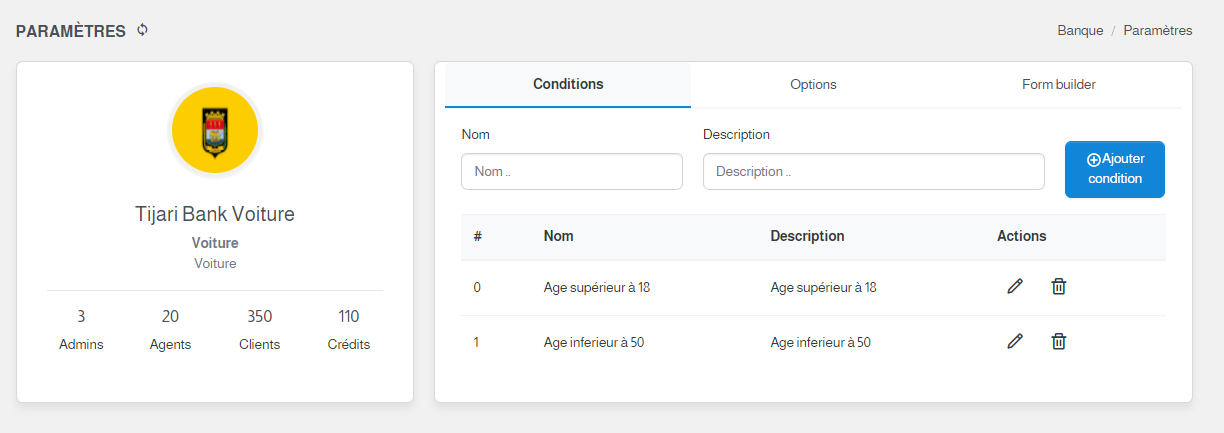 PARAMÈTRES
Banque / Paramètres
Tijari Bank Voiture
Voiture
Voiture
3 20 350 110
Admins Agents Clients Crédits
Conditions Options Form builder
Nom Description
Nom .. Description ..
Ajouter
condition
# Nom Description Actions
0 Age supérieur à 18 Age supérieur à 18
1 Age inferieur à 50 Age inferieur à 50